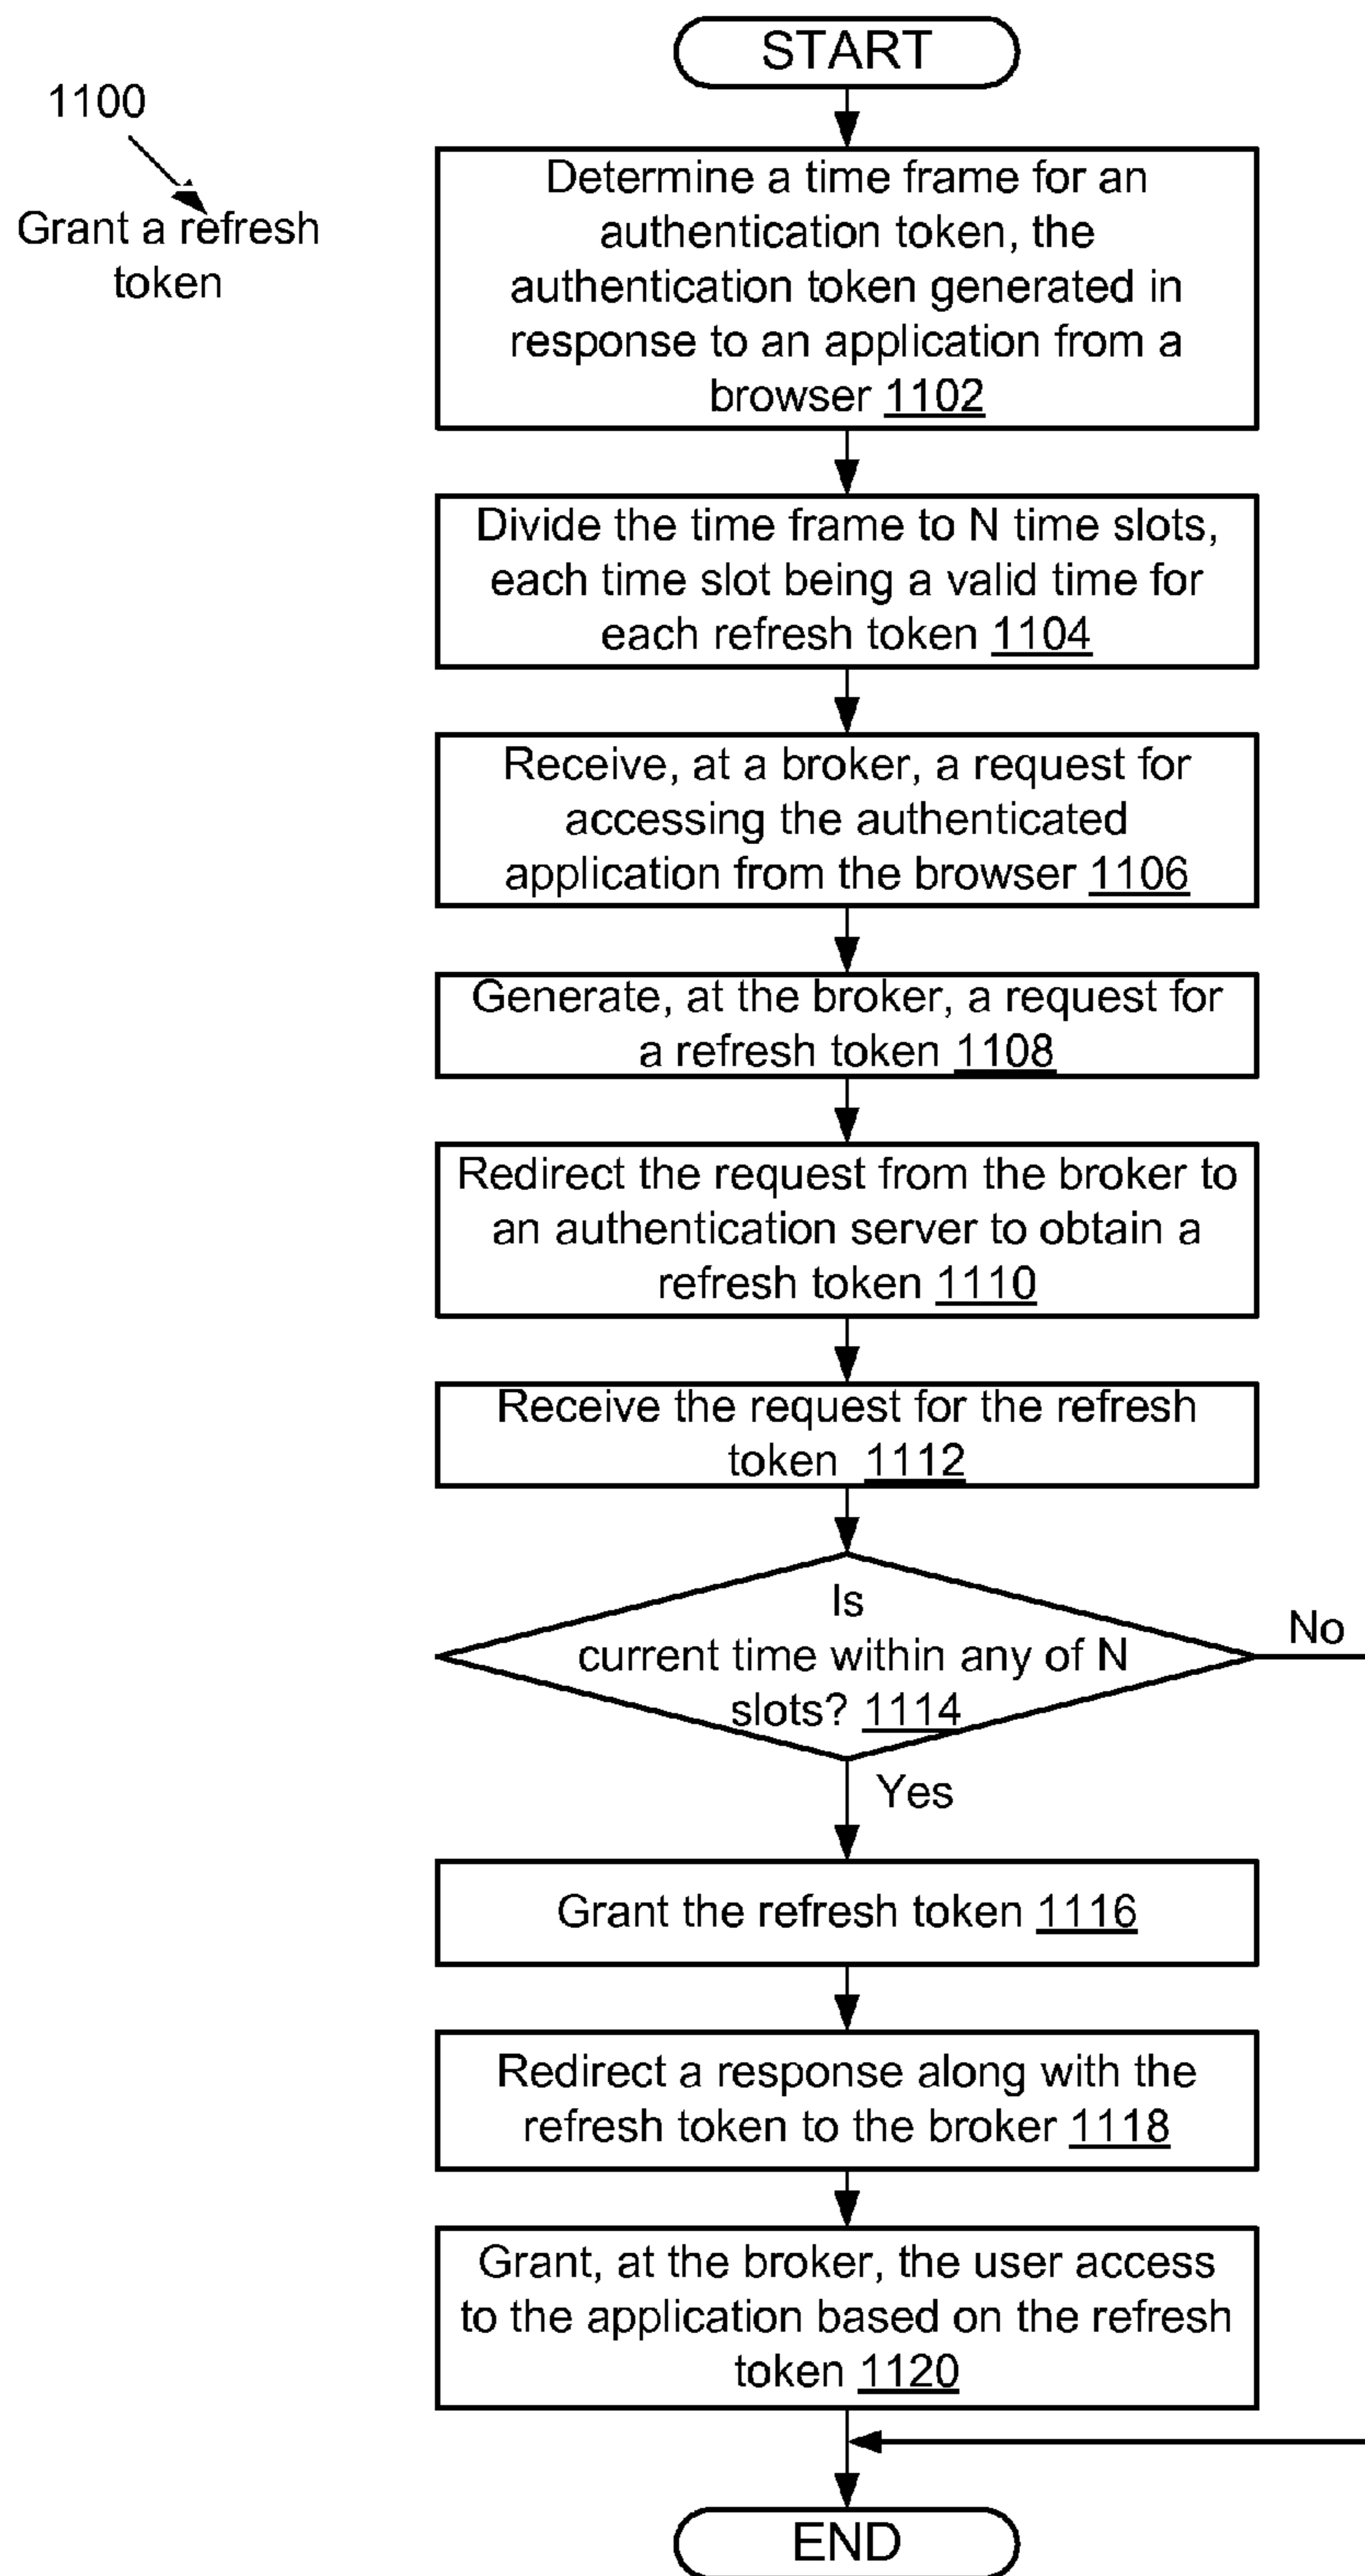 START
1100
Grant a refresh
token
Determine a time frame for an
authentication token, the
authentication token generated in
response to an application from a
browser 1102
Divide the time frame to N time slots,
each time slot being a valid time for
each refresh token 1104
Receive, at a broker, a request for
accessing the authenticated
application from the browser 1106
Generate, at the broker, a request for
a refresh token 1108
Redirect the request from the broker to
an authentication server to obtain a
refresh token 1110
Receive the request for the refresh
token 1112
Is
current time within any of N
slots? 1114
No
Yes
Grant the refresh token 1116
Redirect a response along with the
refresh token to the broker 1118
Grant, at the broker, the user access
to the application based on the refresh
token 1120
END